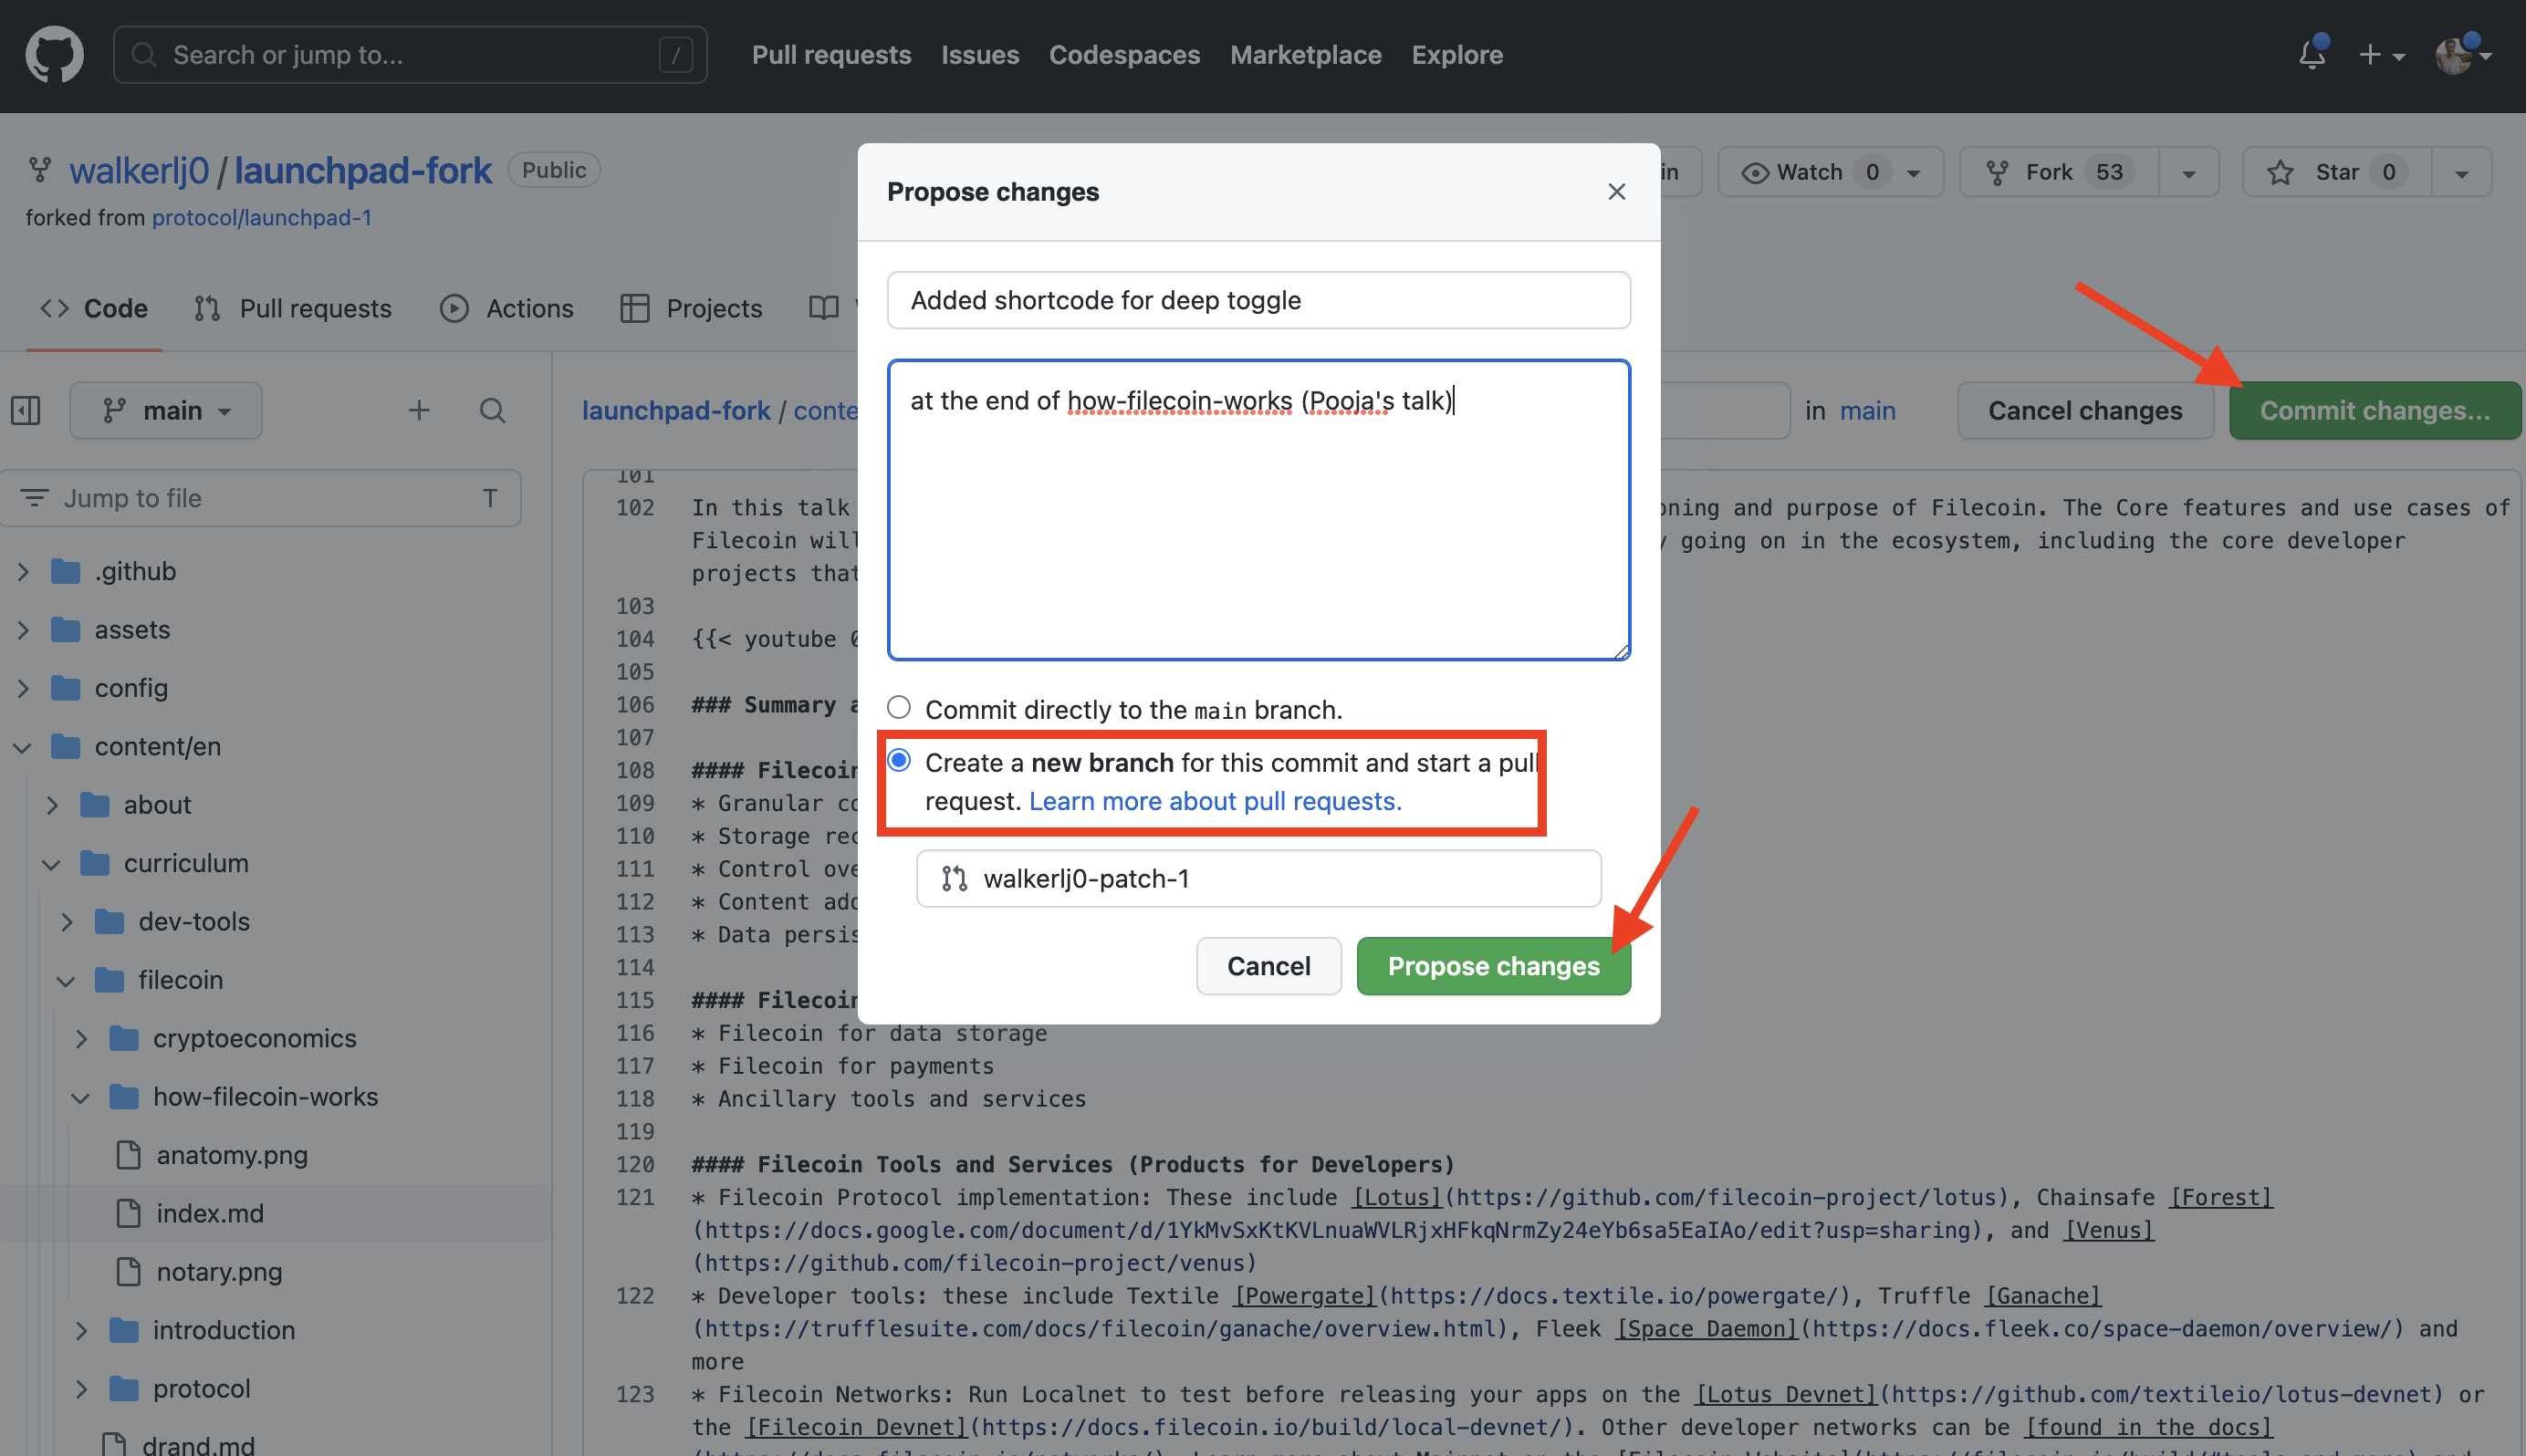 Search or jump to...
/
Pull requests
Issues
Codespaces
Marketplace
Explore
walkerlj0 / launchpad-fork
Public
forked from protocol/launchpad-1
in
Watch 0
Fork 53
Star 0
Code
Pull requests
Actions
Projects
main
launchpad-fork / conte
in main
Cancel changes
Commit changes...
Jump to file
T
.github
assets
config
content/en
about
curriculum
dev-tools
filecoin
cryptoeconomics
how-filecoin-works
anatomy.png
index.md
notary.png
introduction
protocol
drand.md
Propose changes
Added shortcode for deep toggle
at the end of how-filecoin-works (Pooja's talk)
Commit directly to the main branch.
Create a new branch for this commit and start a pull
request. Learn more about pull requests.
walkerlj0-patch-1
Cancel
Propose changes
101
102 In this talk oning and purpose of Filecoin. The Core features and use cases of
Filecoin will y going on in the ecosystem, including the core developer
projects that
103
104 {{< youtube
105
106 ### Summary a
107
108 #### Filecoin
109 * Granular co
110 * Storage rec
111 * Control ove
112 * Content add
113 * Data persis
114
115 #### Filecoin
116 * Filecoin for data storage
117 * Filecoin for payments
118 * Ancillary tools and services
119
120 #### Filecoin Tools and Services (Products for Developers)
121 * Filecoin Protocol implementation: These include [Lotus](https://github.com/filecoin-project/lotus), Chainsafe [Forest]
(https://docs.google.com/document/d/1YkMvSxKtKVLnuaWVLRjxHFkqNrmZy24eYb6sa5EaIAo/edit?usp=sharing), and [Venus]
(https://github.com/filecoin-project/venus)
122 * Developer tools: these include Textile [Powergate](https://docs.textile.io/powergate/), Truffle [Ganache]
(https://trufflesuite.com/docs/filecoin/ganache/overview.html), Fleek [Space Daemon](https://docs.fleek.co/space-daemon/overview/) and
more
123 * Filecoin Networks: Run Localnet to test before releasing your apps on the [Lotus Devnet](https://github.com/textileio/lotus-devnet) or
the [Filecoin Devnet](https://docs.filecoin.io/build/local-devnet/). Other developer networks can be [found in the docs]